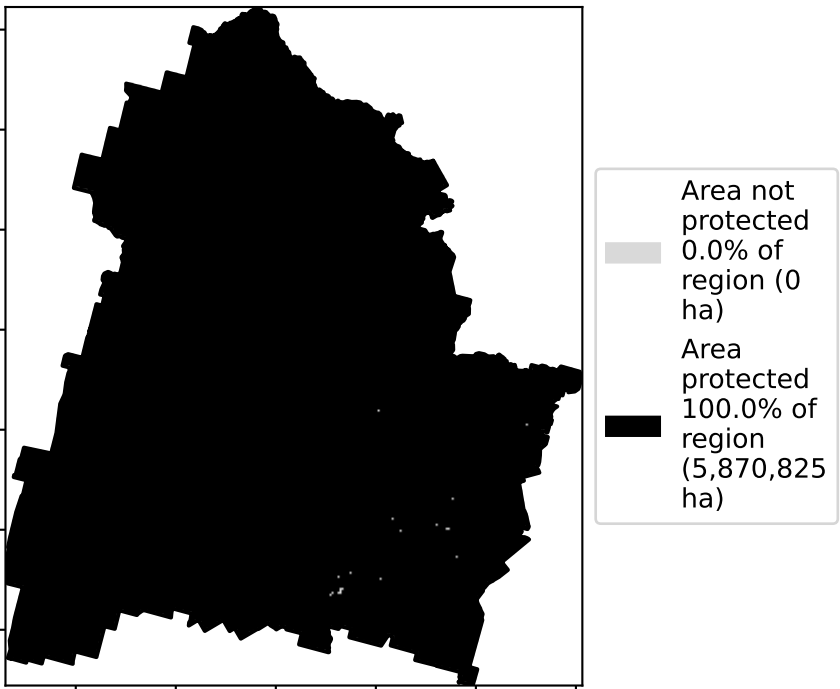 Area not
protected
0.0% of
region (0
ha)
Area
protected
100.0% of
region
(5,870,825
ha)